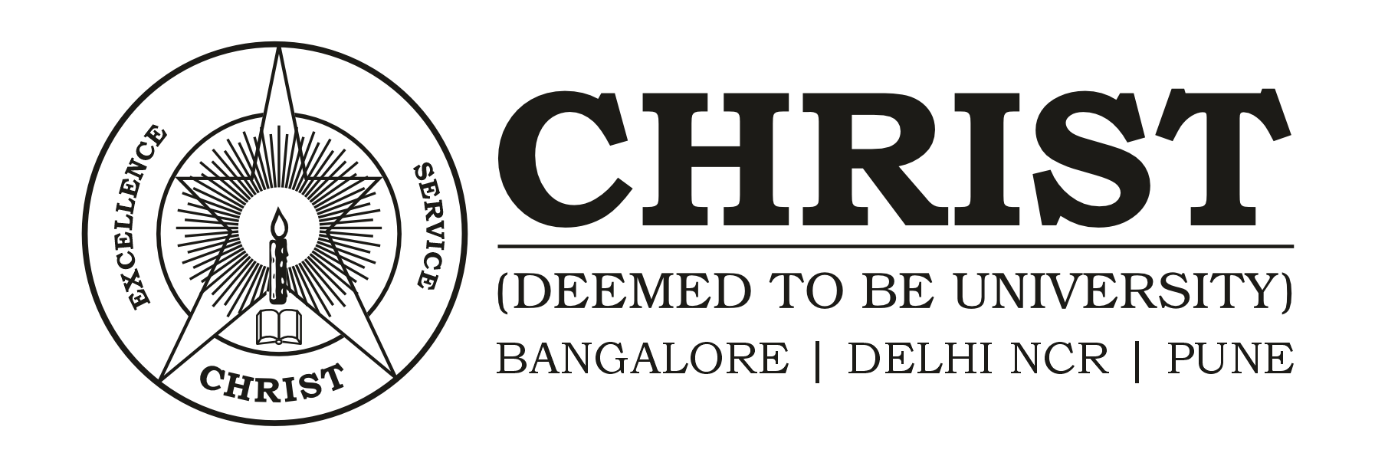 EXCELLENCE
SERVICE
CHRIST
CHRIST
(DEEMED TO BE UNIVERSITY)
BANGALORE | DELHI NCR | PUNE